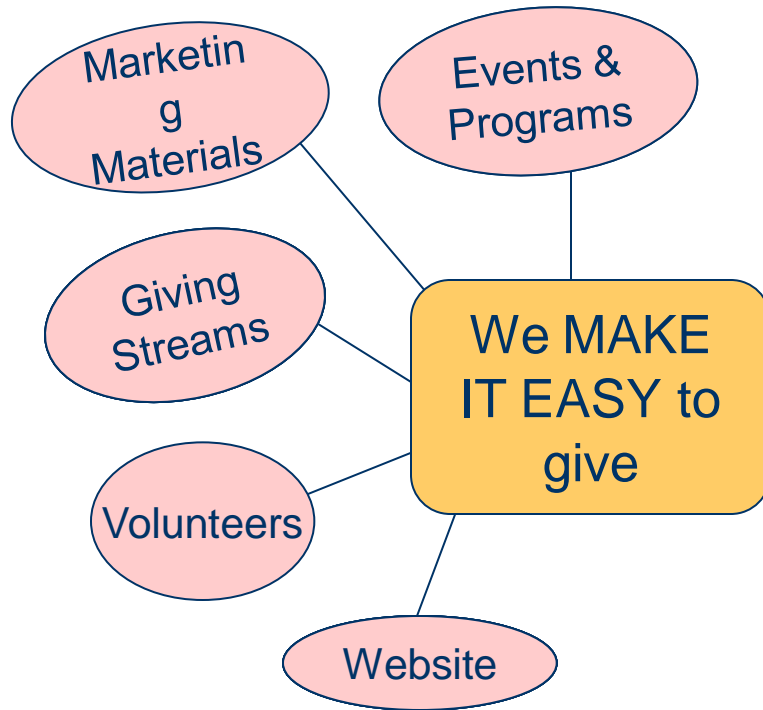 Marketin
g
Materials
Events &
Programs
Giving
Streams
We MAKE
IT EASY to
give
Volunteers
Website